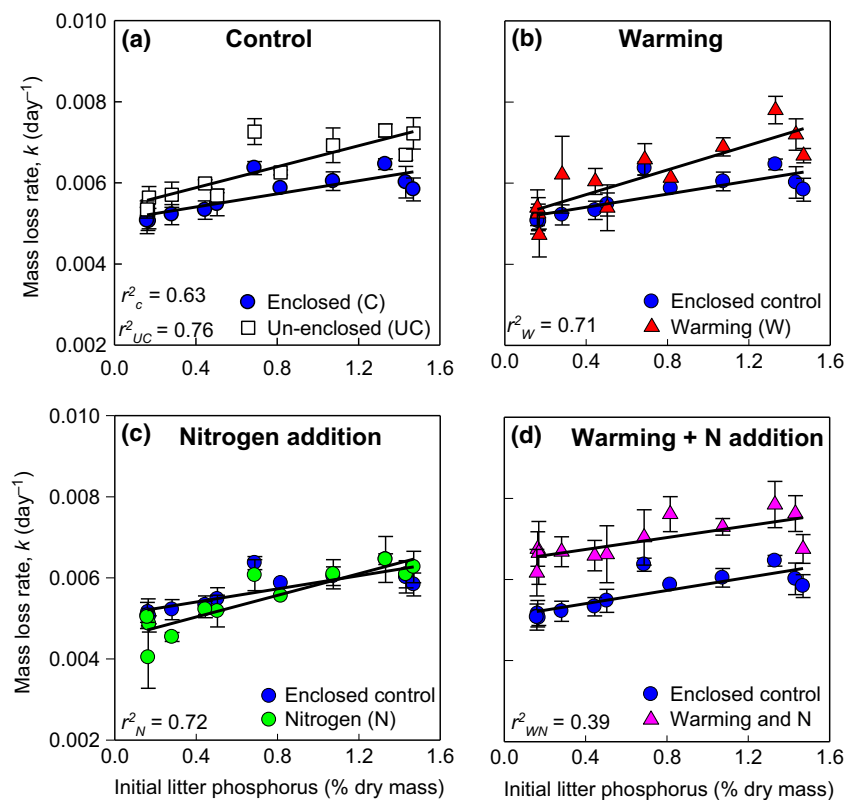 (a) Control
0.010
0.008
0.006
0.004
0.002
Mass loss rate, k (day⁻¹)
r²c = 0.63
r²UC = 0.76
Enclosed (C)
Un-enclosed (UC)
0.0 0.4 0.8 1.2 1.6
(b) Warming
r²W = 0.71
Enclosed control
Warming (W)
0.0 0.4 0.8 1.2 1.6
(c) Nitrogen addition
0.010
0.008
0.006
0.004
0.002
Mass loss rate, k (day⁻¹)
r²N = 0.72
Enclosed control
Nitrogen (N)
0.0 0.4 0.8 1.2 1.6
Initial litter phosphorus (% dry mass)
(d) Warming + N addition
r²WN = 0.39
Enclosed control
Warming and N
0.0 0.4 0.8 1.2 1.6
Initial litter phosphorus (% dry mass)